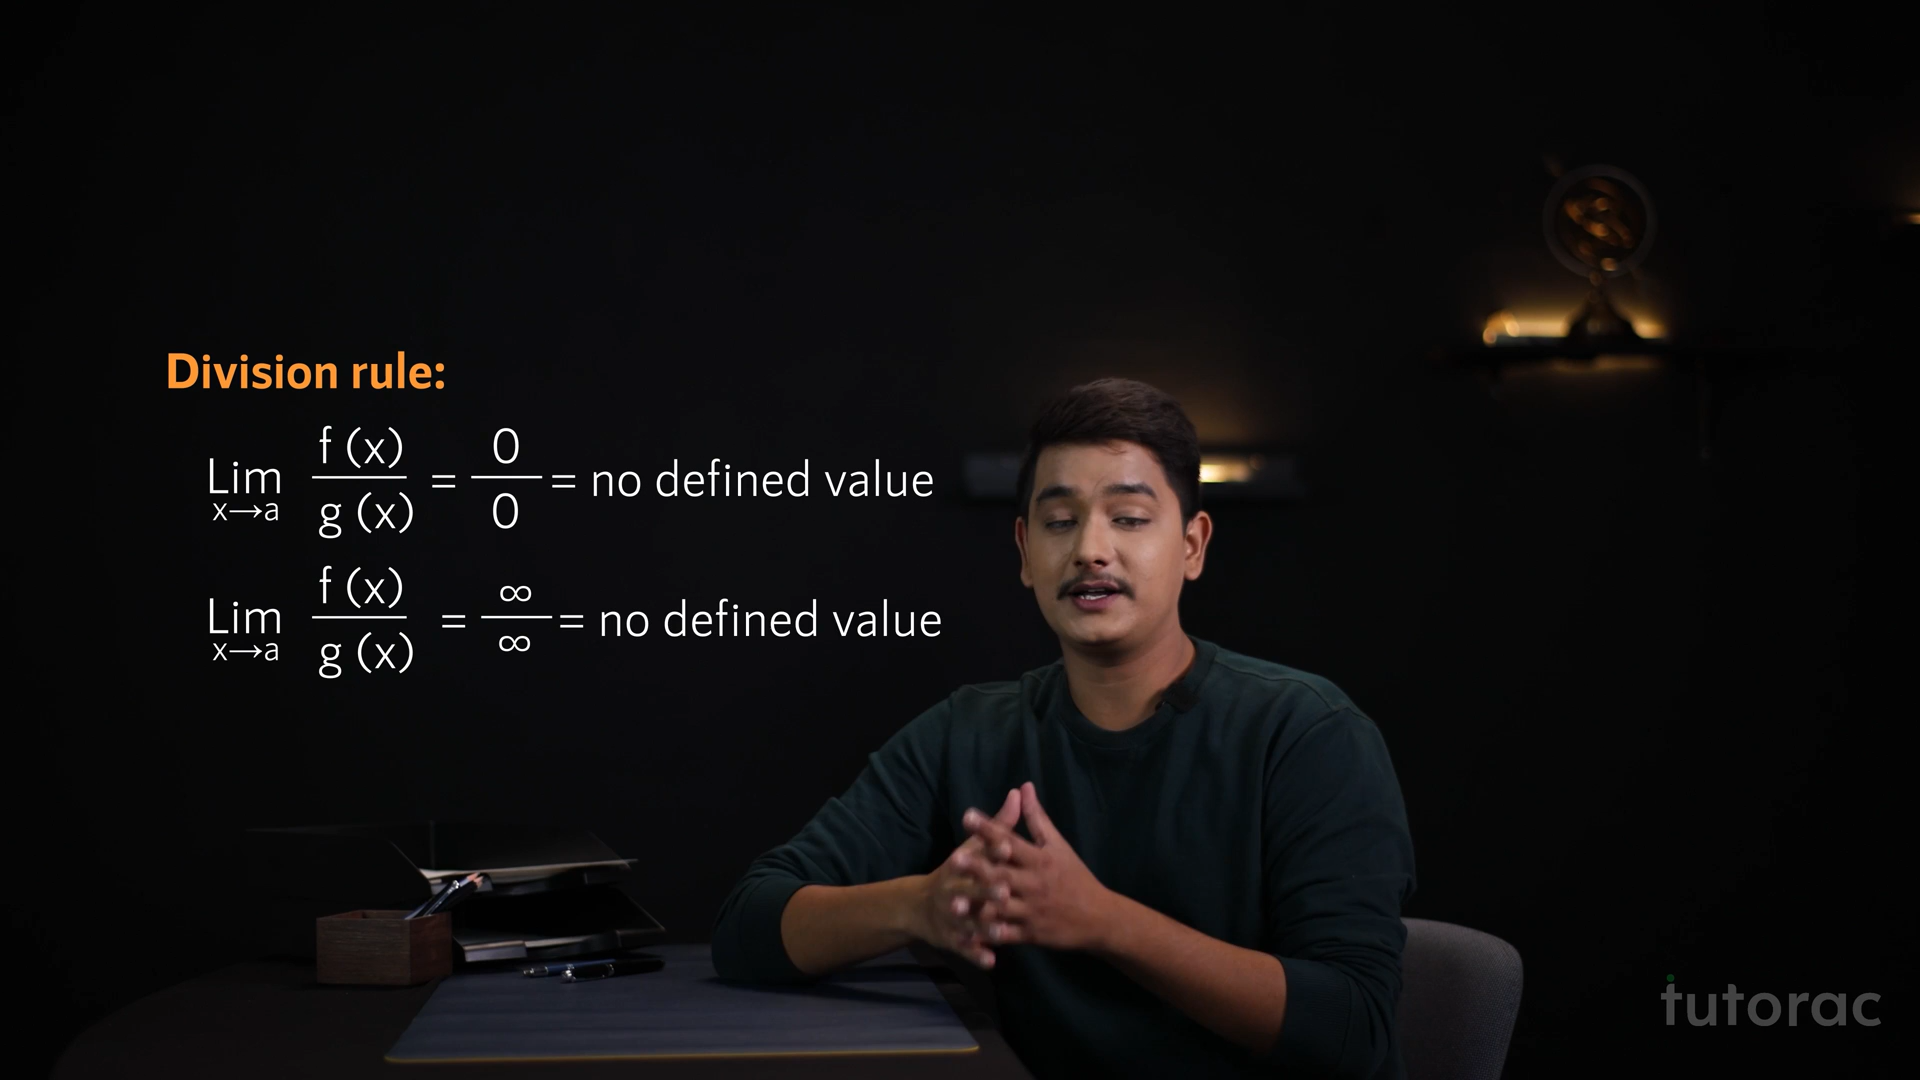 Division rule:
Lim x→a f (x) / g (x) = 0 / 0 = no defined value
Lim x→a f (x) / g (x) = ∞ / ∞ = no defined value
tutorac